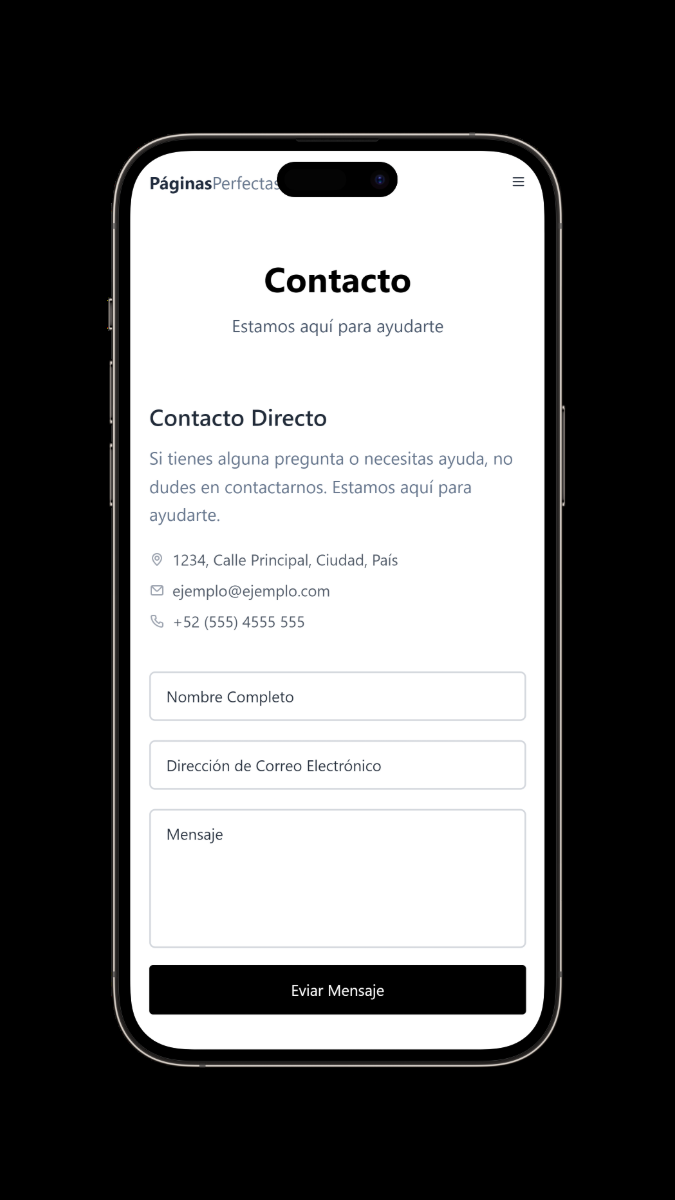 PáginasPerfectas
Contacto
Estamos aquí para ayudarte
Contacto Directo
Si tienes alguna pregunta o necesitas ayuda, no
dudes en contactarnos. Estamos aquí para
ayudarte.
1234, Calle Principal, Ciudad, País
ejemplo@ejemplo.com
+52 (555) 4555 555
Nombre Completo
Dirección de Correo Electrónico
Mensaje
Eviar Mensaje